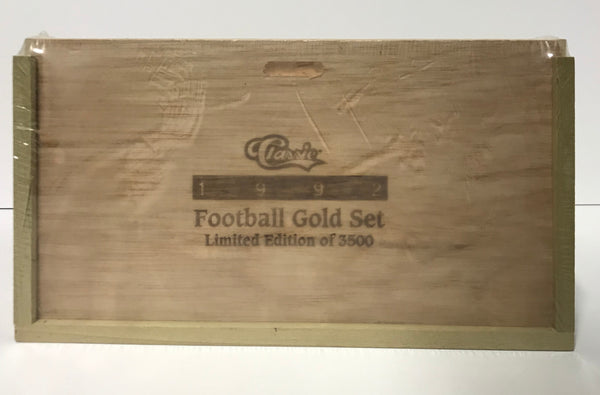 Classic
1 9 9 2
Football Gold Set
Limited Edition of 3500